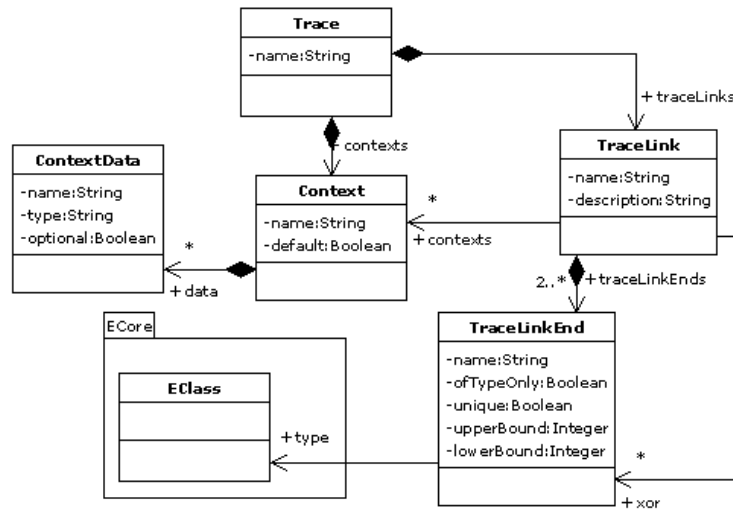 Trace
-name:String
+ traceLinks
+ contexts
ContextData
-name:String
-type:String
-optional:Boolean
Context
-name:String
-default:Boolean
TraceLink
-name:String
-description:String
*
+ contexts
*
+ data
2..*
+ traceLinkEnds
ECore
EClass
+ type
TraceLinkEnd
-name:String
-ofTypeOnly:Boolean
-unique:Boolean
-upperBound:Integer
-lowerBound:Integer
*
+ xor